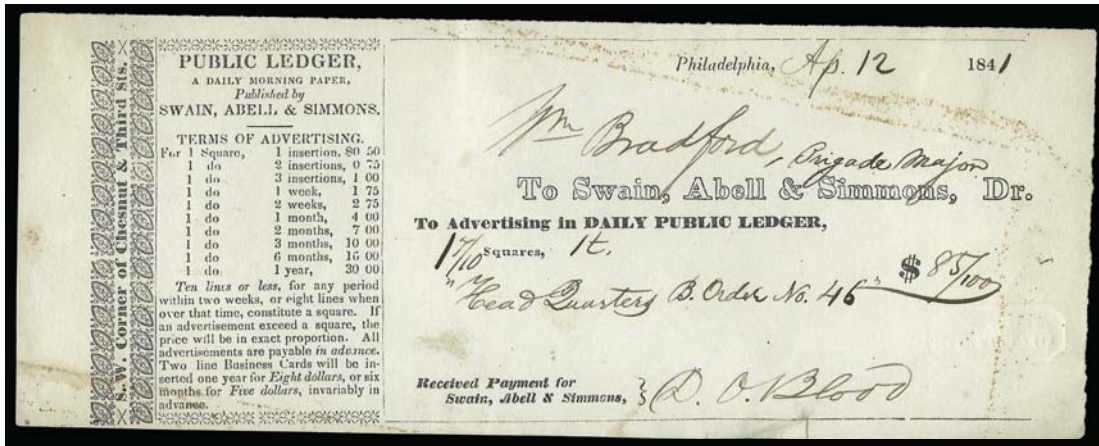 S. W. Corner of Chesnut & Third Sts.
PUBLIC LEDGER,
A DAILY MORNING PAPER,
Published by
SWAIN, ABELL & SIMMONS.
TERMS OF ADVERTISING.
For 1 Square, 1 insertion, $0 50
1 do 2 insertions, 0 75
1 do 3 insertions, 1 00
1 do 1 week, 1 75
1 do 2 weeks, 2 75
1 do 1 month, 4 00
1 do 2 months, 7 00
1 do 3 months, 10 00
1 do 6 months, 16 00
1 do 1 year, 30 00
Ten lines or less, for any period
within two weeks, or eight lines when
over that time, constitute a square. If
an advertisement exceed a square, the
price will be in exact proportion. All
advertisements are payable in advance.
Two line Business Cards will be in-
serted one year for Eight dollars, or six
months for Five dollars, invariably in
advance.
Philadelphia, Ap. 12 1841
Wm Bradford, Brigade Major
To Swain, Abell & Simmons, Dr.
To Advertising in DAILY PUBLIC LEDGER,
1 7/10 Squares, 1t.
"Head Quarters B. Order No. 46" $ 85/100
Received Payment for
Swain, Abell & Simmons, } D. O. Blood